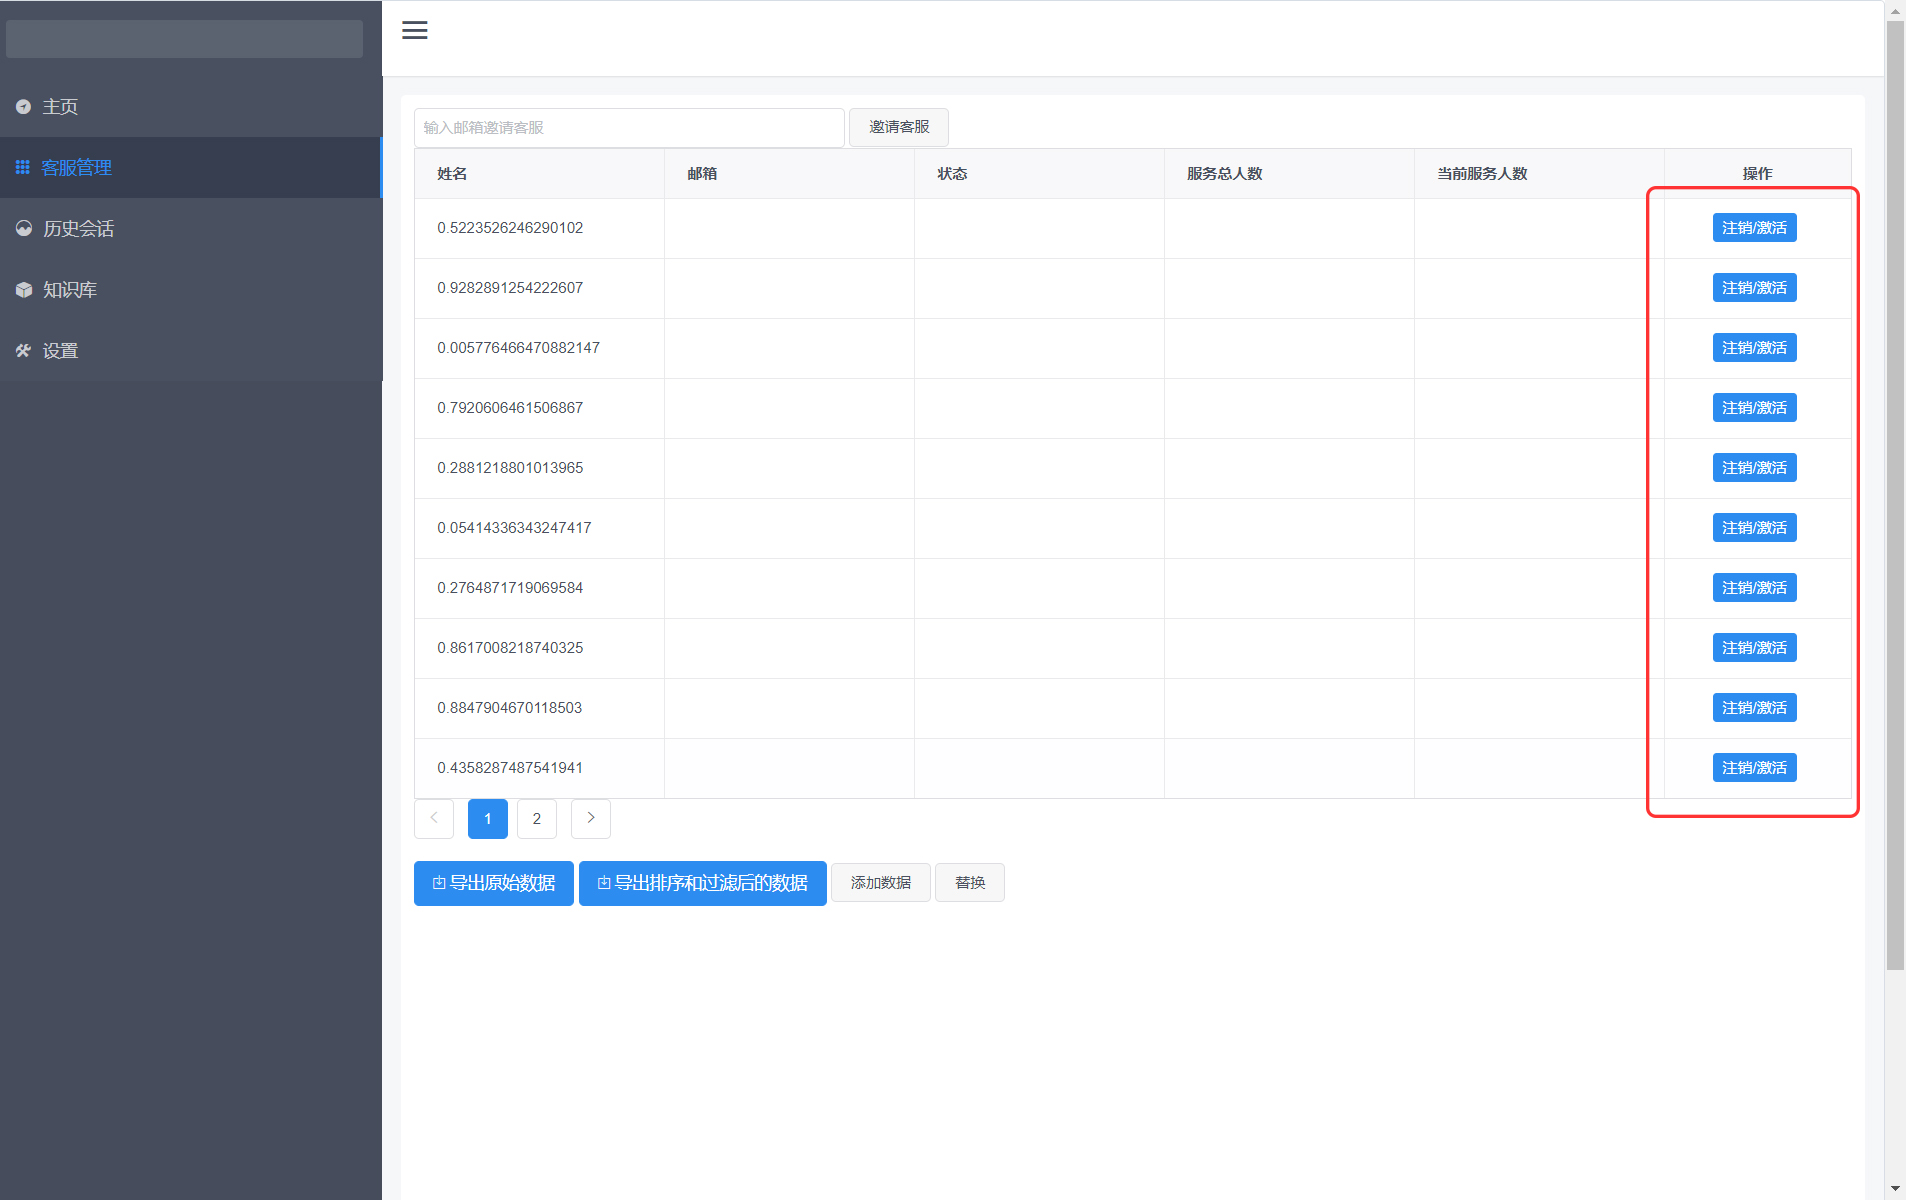 主页
客服管理
历史会话
知识库
设置
输入邮箱邀请客服 邀请客服
姓名 邮箱 状态 服务总人数 当前服务人数 操作
0.5223526246290102 注销/激活
0.9282891254222607 注销/激活
0.005776466470882147 注销/激活
0.7920606461506867 注销/激活
0.2881218801013965 注销/激活
0.05414336343247417 注销/激活
0.2764871719069584 注销/激活
0.8617008218740325 注销/激活
0.8847904670118503 注销/激活
0.4358287487541941 注销/激活
1 2
导出原始数据 导出排序和过滤后的数据 添加数据 替换